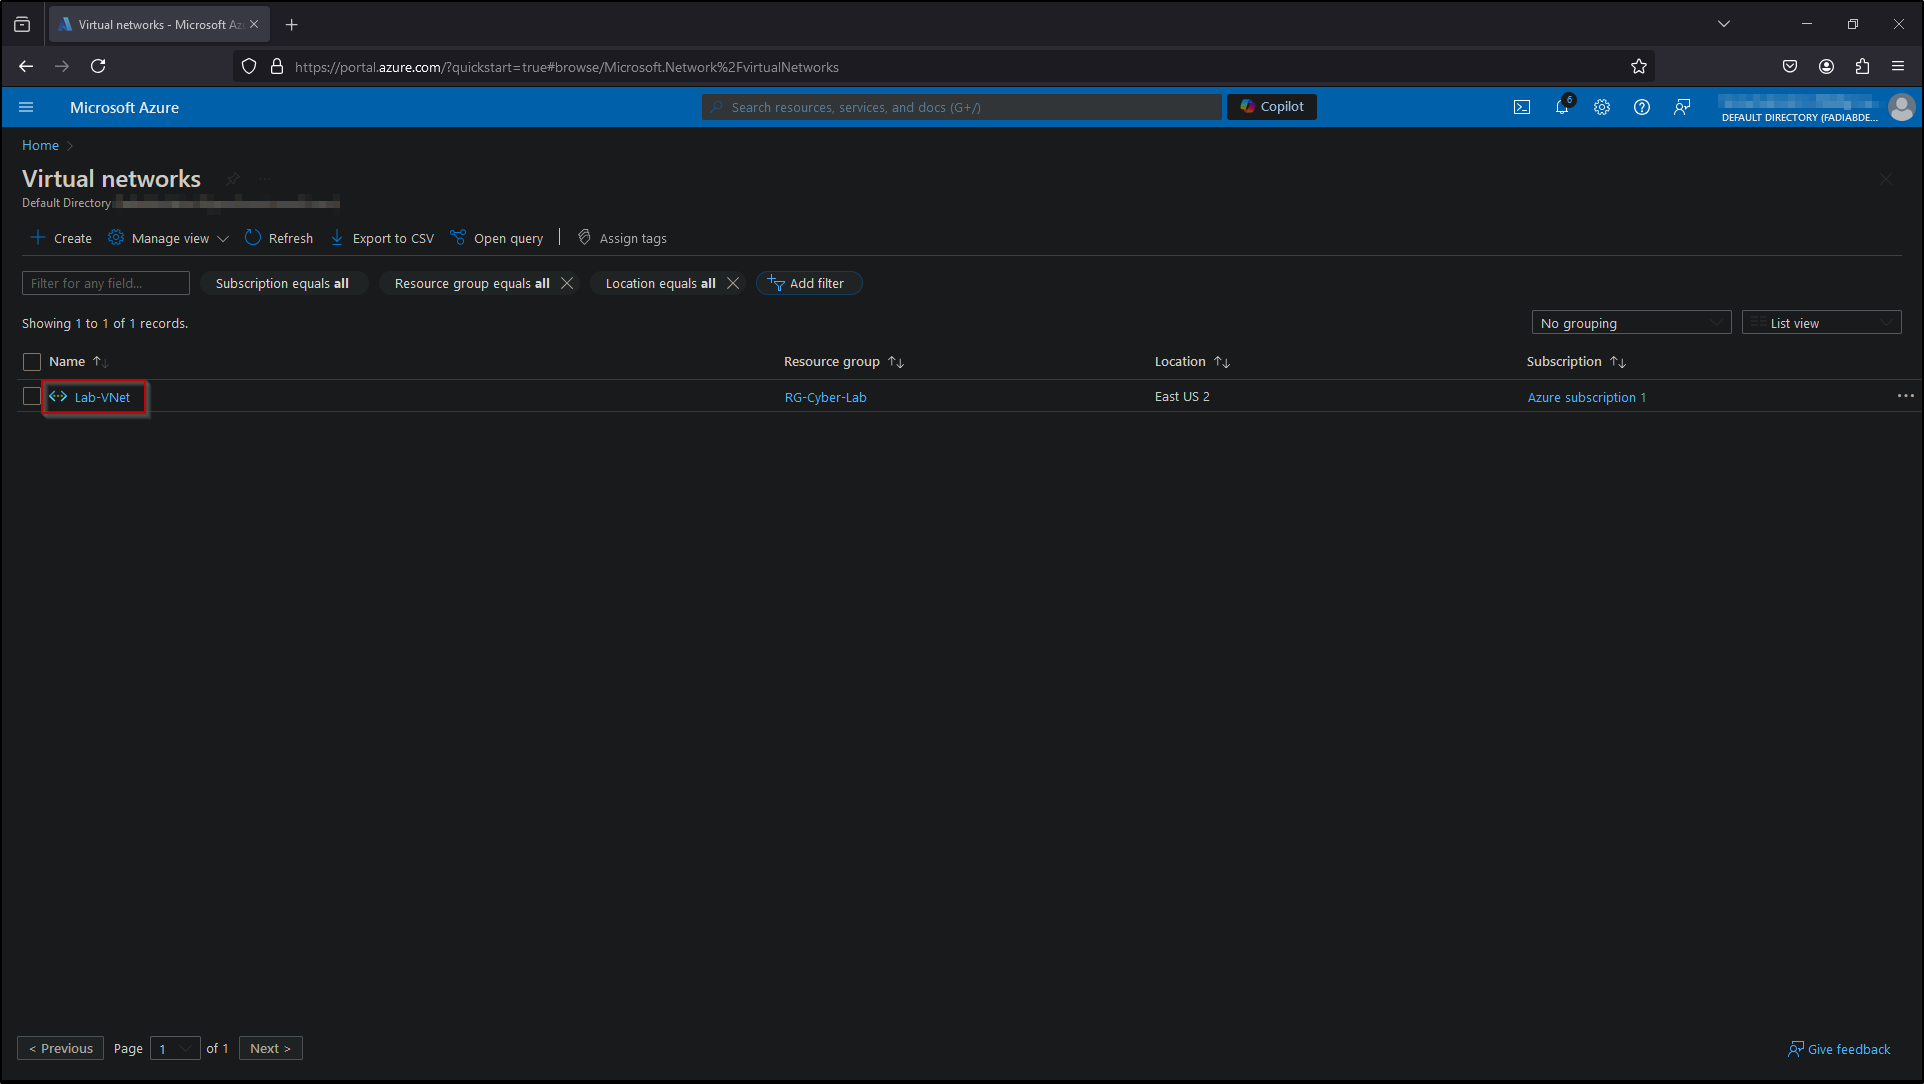 Virtual networks - Microsoft Az
https://portal.azure.com/?quickstart=true#browse/Microsoft.Network%2FvirtualNetworks
Microsoft Azure
Search resources, services, and docs (G+/)
Copilot
6
DEFAULT DIRECTORY (FADIABDE...
Home
Virtual networks
Default Directory
Create
Manage view
Refresh
Export to CSV
Open query
Assign tags
Filter for any field...
Subscription equals all
Resource group equals all
Location equals all
Add filter
Showing 1 to 1 of 1 records.
No grouping
List view
Name
Resource group
Location
Subscription
Lab-VNet
RG-Cyber-Lab
East US 2
Azure subscription 1
< Previous
Page
1
of 1
Next >
Give feedback